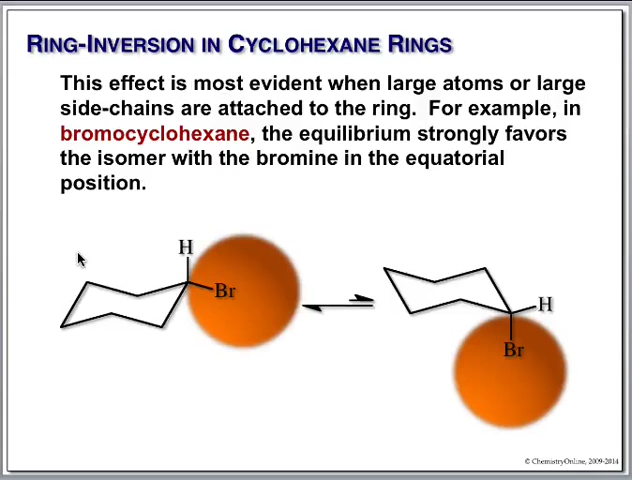 RING-INVERSION IN CYCLOHEXANE RINGS
This effect is most evident when large atoms or large
side-chains are attached to the ring.  For example, in
bromocyclohexane, the equilibrium strongly favors
the isomer with the bromine in the equatorial
position.
H
Br
H
Br
© ChemistryOnline, 2009-2014